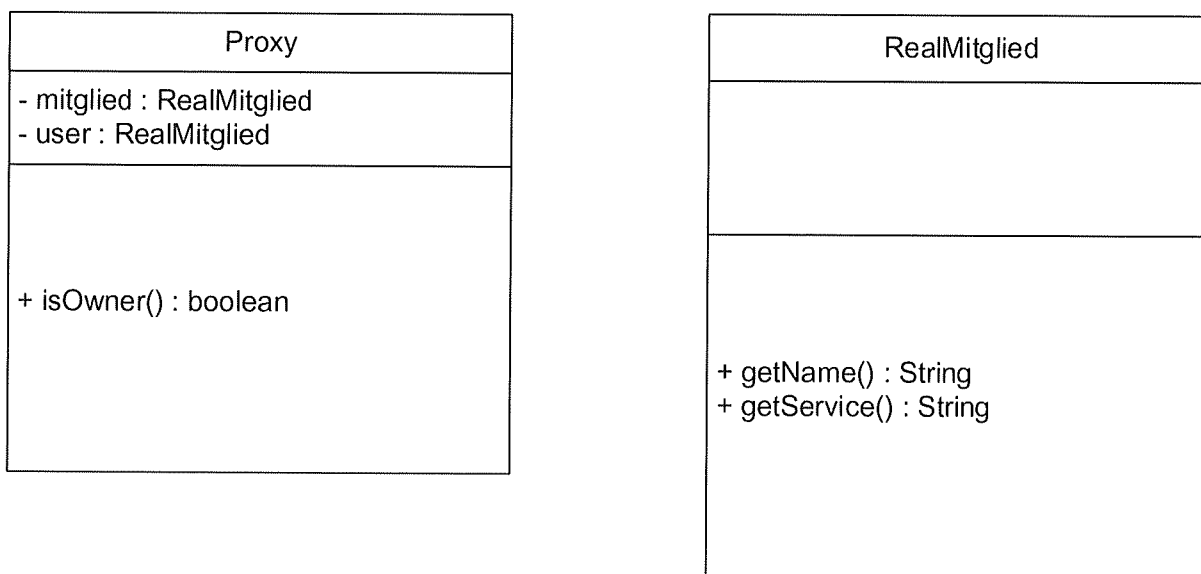 Proxy
- mitglied : RealMitglied
- user : RealMitglied
+ isOwner() : boolean
RealMitglied
+ getName() : String
+ getService() : String